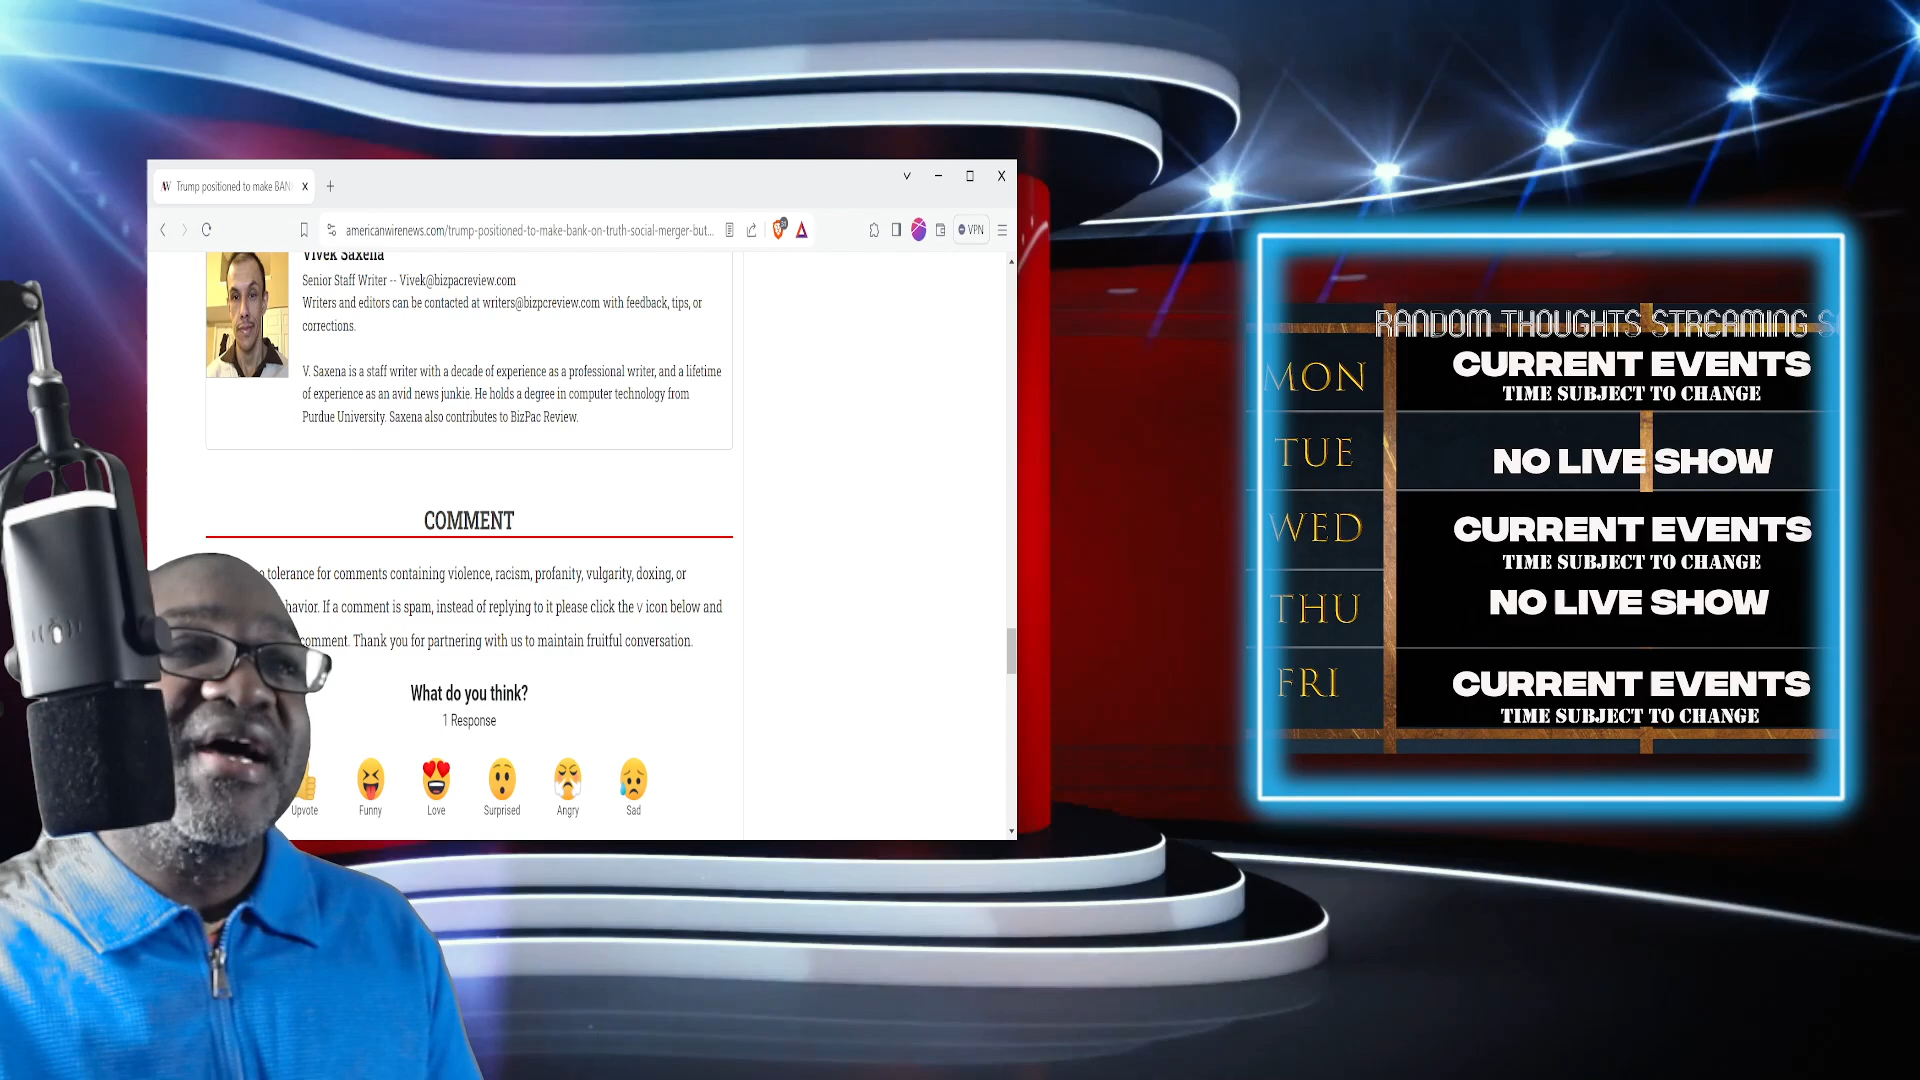 Trump positioned to make BAN
americanwirenews.com/trump-positioned-to-make-bank-on-truth-social-merger-but...
VPN
Vivek Saxena
Senior Staff Writer -- Vivek@bizpacreview.com
Writers and editors can be contacted at writers@bizpcreview.com with feedback, tips, or
corrections.
V. Saxena is a staff writer with a decade of experience as a professional writer, and a lifetime
of experience as an avid news junkie. He holds a degree in computer technology from
Purdue University. Saxena also contributes to BizPac Review.
COMMENT
tolerance for comments containing violence, racism, profanity, vulgarity, doxing, or
If a comment is spam, instead of replying to it please click the v icon below and
comment. Thank you for partnering with us to maintain fruitful conversation.
What do you think?
1 Response
Upvote
Funny
Love
Surprised
Angry
Sad
RANDOM THOUGHTS STREAMING
MON
CURRENT EVENTS
TIME SUBJECT TO CHANGE
TUE
NO LIVE SHOW
WED
CURRENT EVENTS
TIME SUBJECT TO CHANGE
THU
NO LIVE SHOW
FRI
CURRENT EVENTS
TIME SUBJECT TO CHANGE